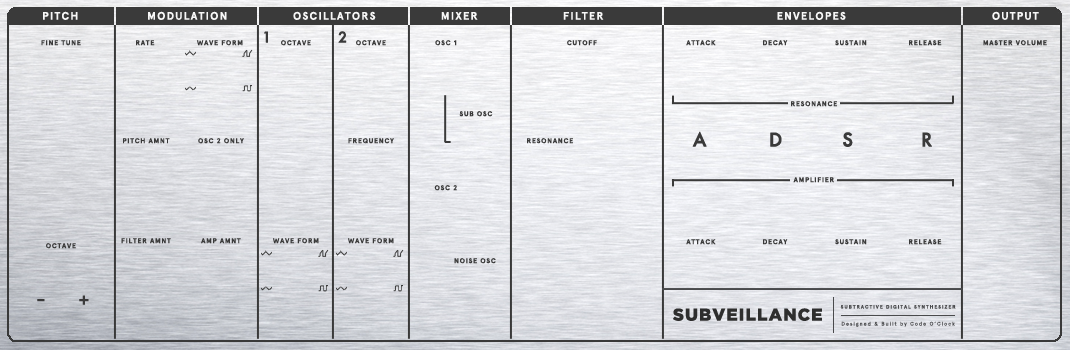 PITCH
FINE TUNE
OCTAVE
- +
MODULATION
RATE WAVE FORM
PITCH AMNT OSC 2 ONLY
FILTER AMNT AMP AMNT
OSCILLATORS
1 OCTAVE
WAVE FORM
2 OCTAVE
FREQUENCY
WAVE FORM
MIXER
OSC 1
SUB OSC
OSC 2
NOISE OSC
FILTER
CUTOFF
RESONANCE
ENVELOPES
ATTACK DECAY SUSTAIN RELEASE
RESONANCE
A D S R
AMPLIFIER
ATTACK DECAY SUSTAIN RELEASE
SUBVEILLANCE
SUBTRACTIVE DIGITAL SYNTHESIZER
Designed & Built by Code O'Clock
OUTPUT
MASTER VOLUME